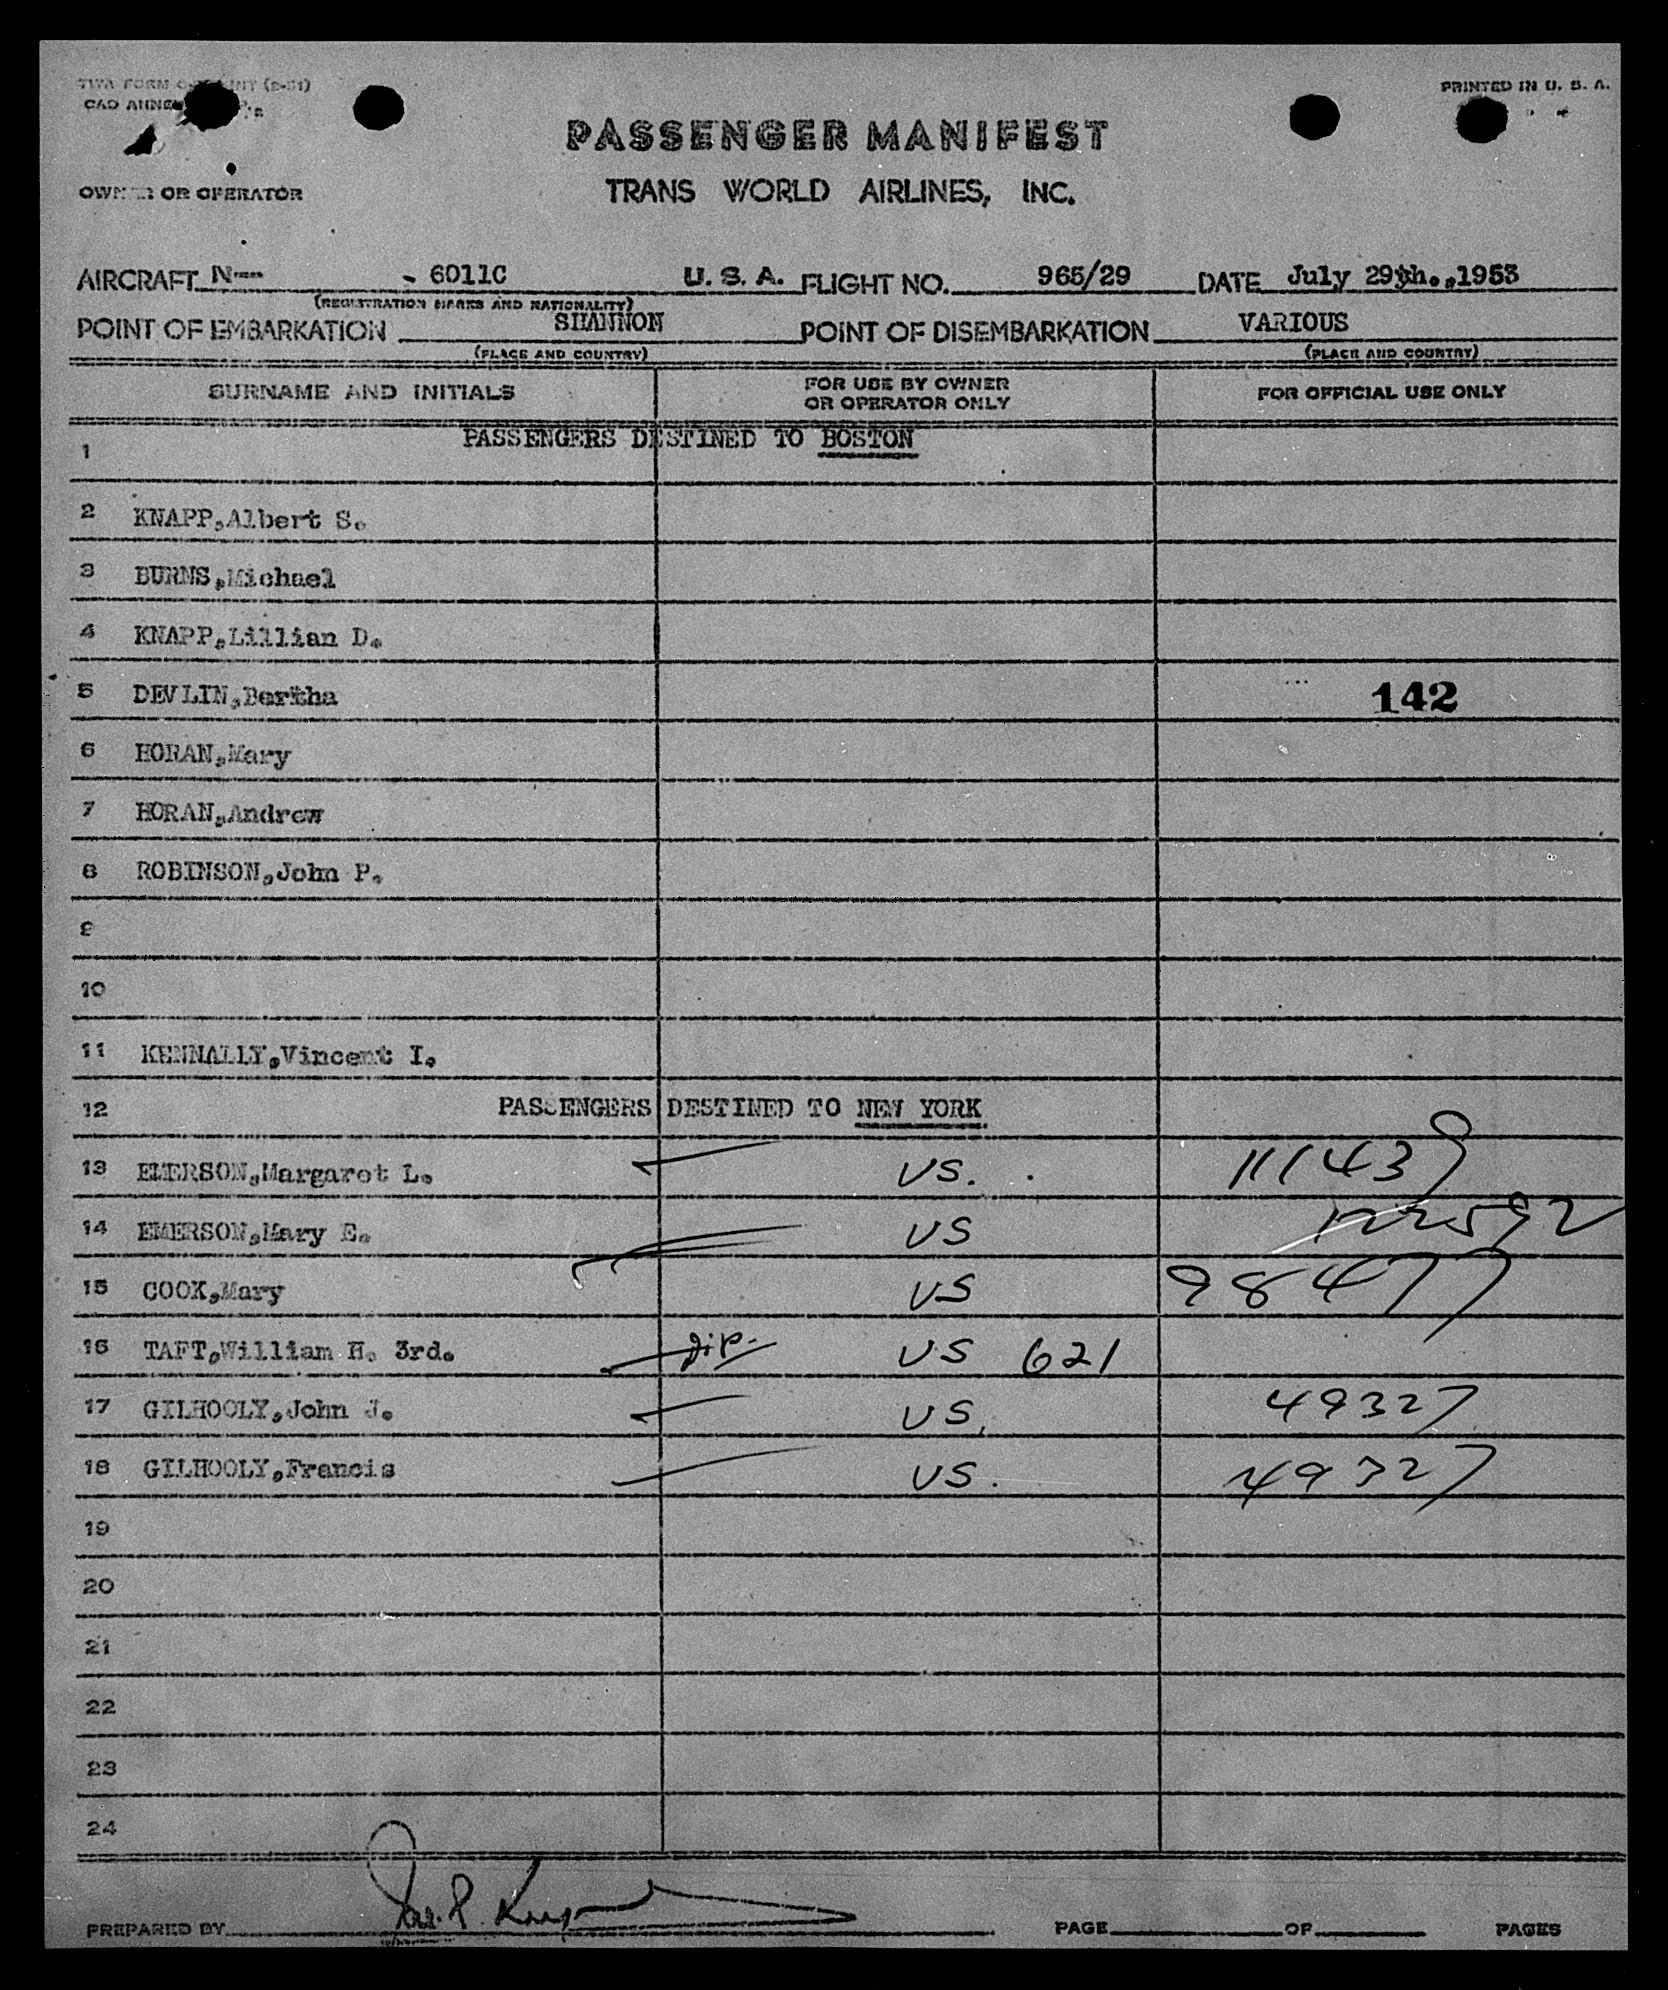 TWA FORM
PRINTED IN U. S. A.
CAO ANNEX
PASSENGER MANIFEST
OWNER OR OPERATOR
TRANS WORLD AIRLINES, INC.
AIRCRAFT N--- - 6011C U. S. A. FLIGHT NO. 965/29 DATE July 29th.,1953
(REGISTRATION MARKS AND NATIONALITY)
POINT OF EMBARKATION SHANNON POINT OF DISEMBARKATION VARIOUS
(PLACE AND COUNTRY) (PLACE AND COUNTRY)
SURNAME AND INITIALS FOR USE BY OWNER OR OPERATOR ONLY FOR OFFICIAL USE ONLY
1 PASSENGERS DESTINED TO BOSTON
2 KNAPP,Albert S.
3 BURNS,Michael
4 KNAPP,Lillian D.
5 DEVLIN,Bertha 142
6 HORAN,Mary
7 HORAN,Andrew
8 ROBINSON,John P.
9
10
11 KENNALLY,Vincent I.
12 PASSENGERS DESTINED TO NEW YORK
13 EMERSON,Margaret L. US. 111439
14 EMERSON,Mary E. US 122592
15 COOK,Mary US 98477
16 TAFT,William H. 3rd. dip. US 621
17 GILHOOLY,John J. US. 49327
18 GILHOOLY,Francis US. 49327
19
20
21
22
23
24
PREPARED BY PAGE OF PAGES